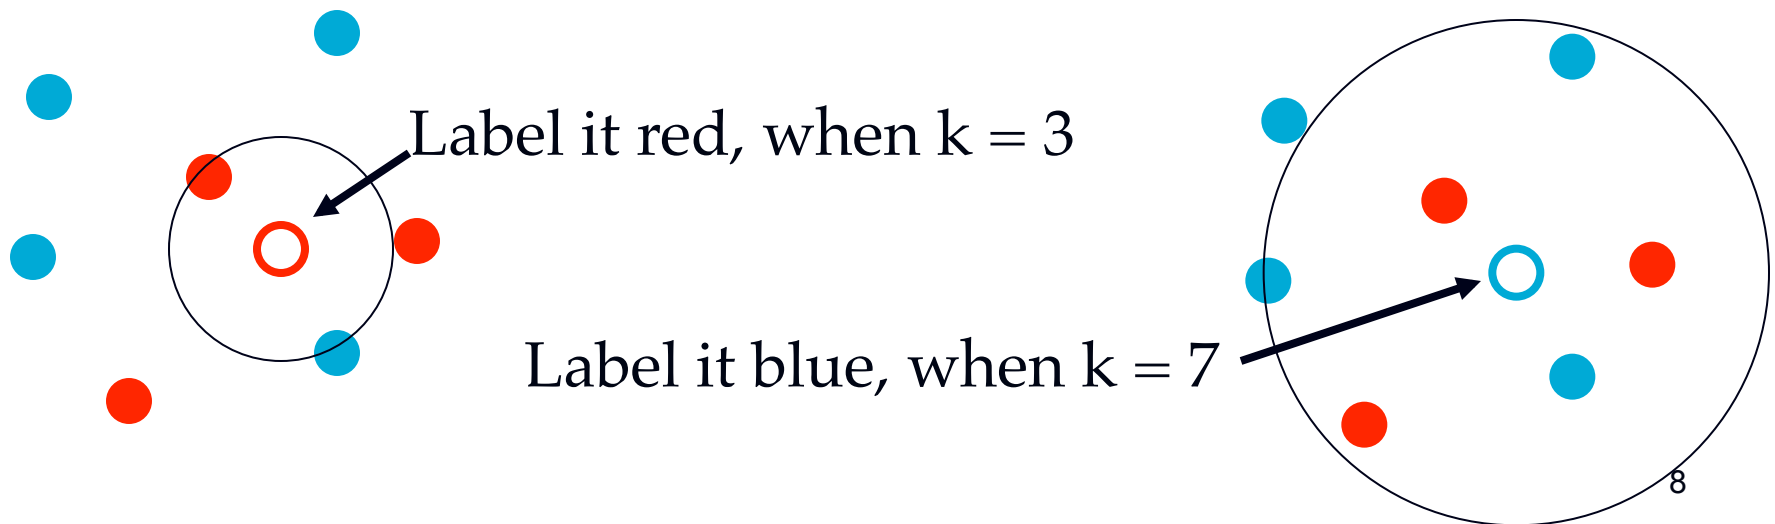 Label it red, when k = 3
Label it blue, when k = 7
8